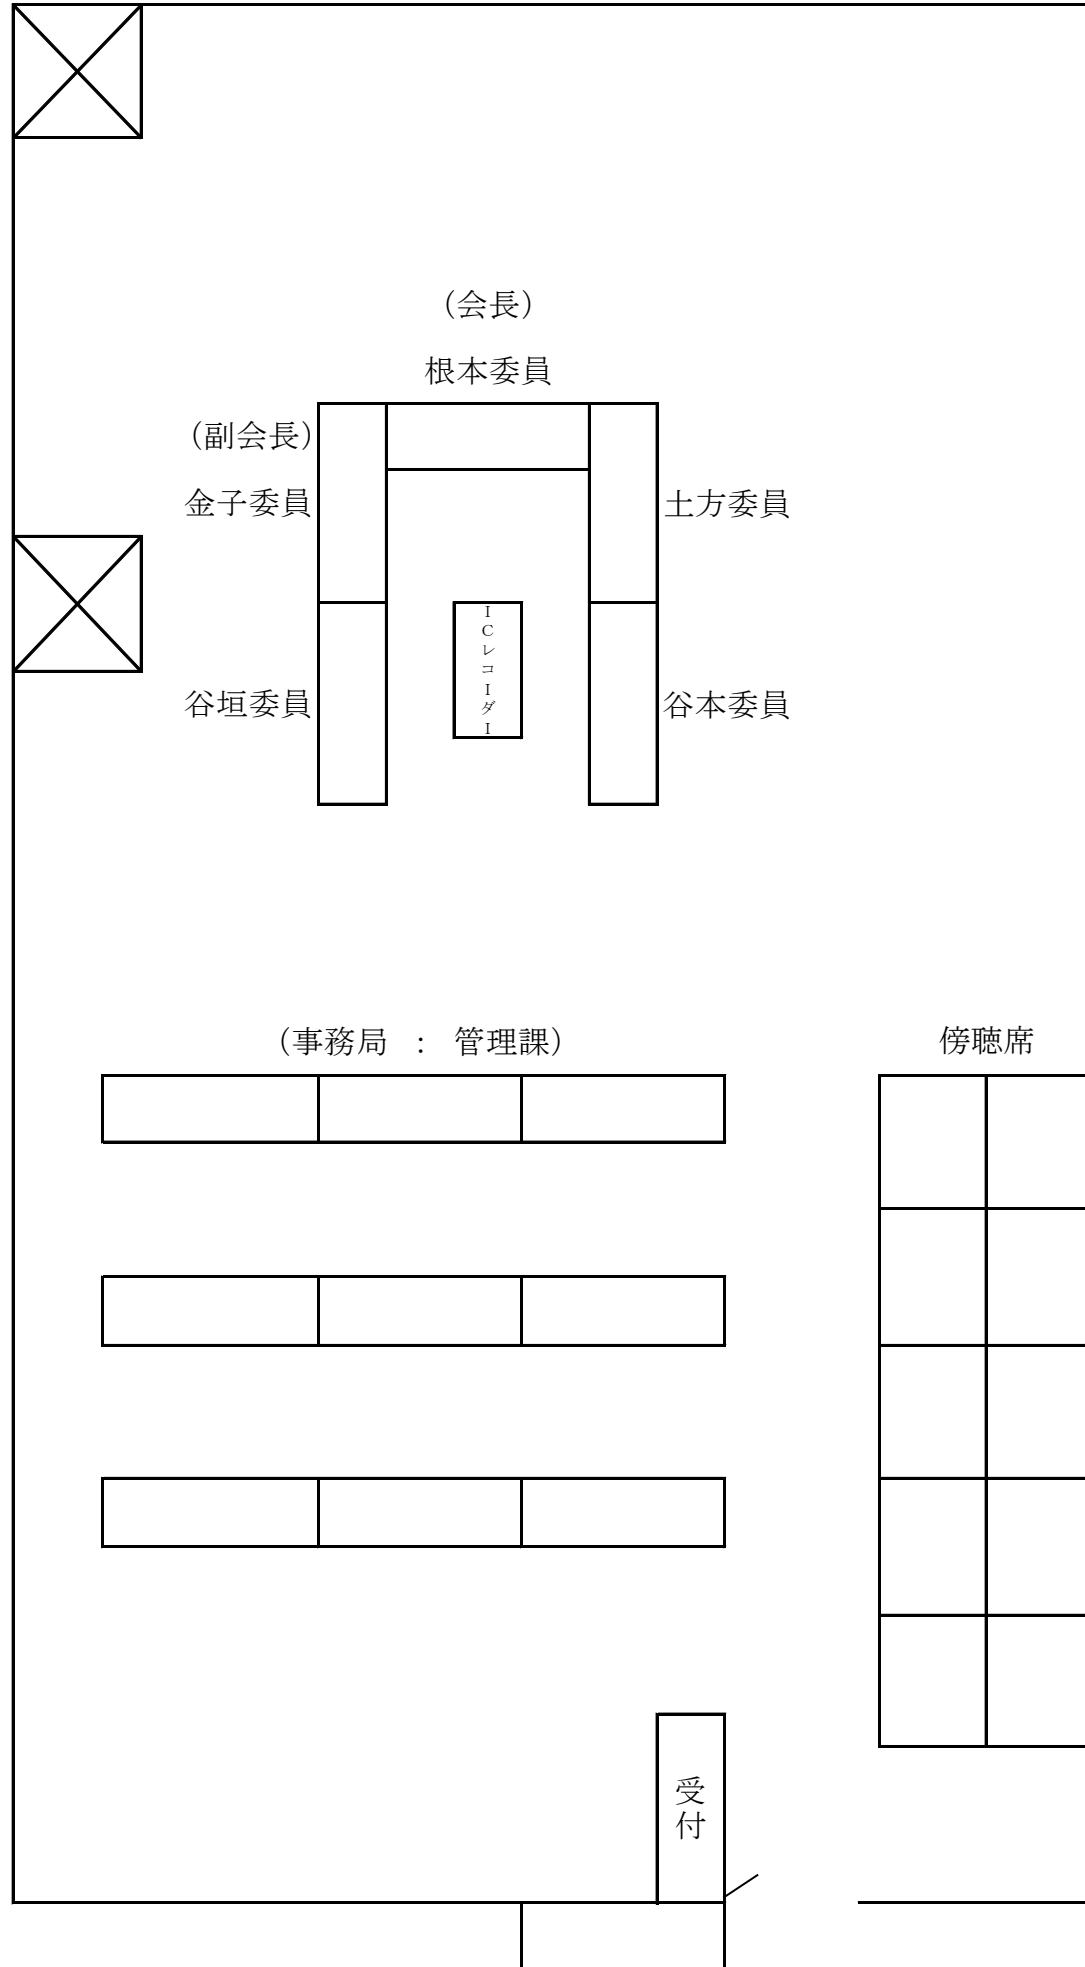 （会長）
根本委員
（副会長）
金子委員
土方委員
ICレコIダI
谷垣委員
谷本委員
（事務局　：　管理課）
傍聴席
受付